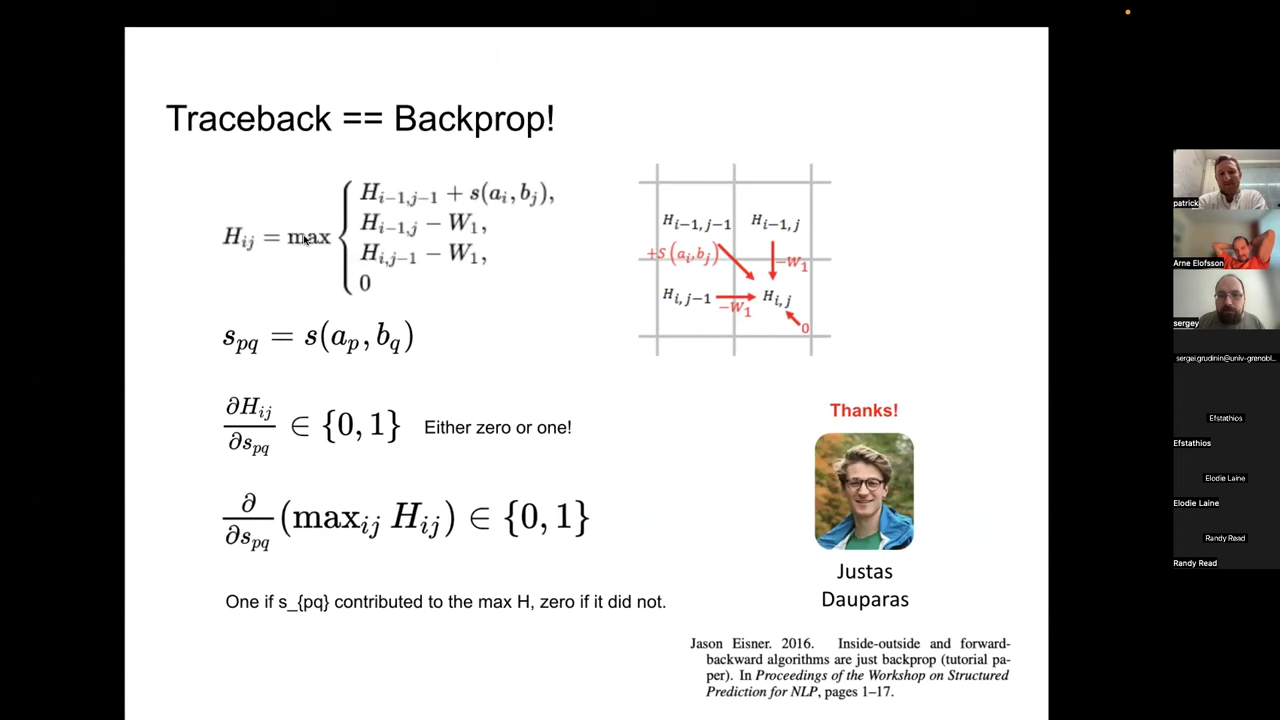 Traceback == Backprop!
H_{ij} = max { H_{i−1,j−1} + s(a_i, b_j),
H_{i−1,j} − W_1,
H_{i,j−1} − W_1,
0
H_{i−1,j−1} H_{i−1,j}
+s(a_i,b_j) −W_1
H_{i,j−1} −W_1 H_{i,j}
0
s_{pq} = s(a_p, b_q)
∂H_{ij}/∂s_{pq} ∈ {0, 1} Either zero or one!
∂/∂s_{pq} (max_{ij} H_{ij}) ∈ {0, 1}
One if s_{pq} contributed to the max H, zero if it did not.
Thanks!
Justas
Dauparas
Jason Eisner. 2016. Inside-outside and forward-
backward algorithms are just backprop (tutorial pa-
per). In Proceedings of the Workshop on Structured
Prediction for NLP, pages 1–17.
patrick
Arne Elofsson
sergey
sergei.grudinin@univ-grenobl...
Efstathios
Efstathios
Elodie Laine
Elodie Laine
Randy Read
Randy Read